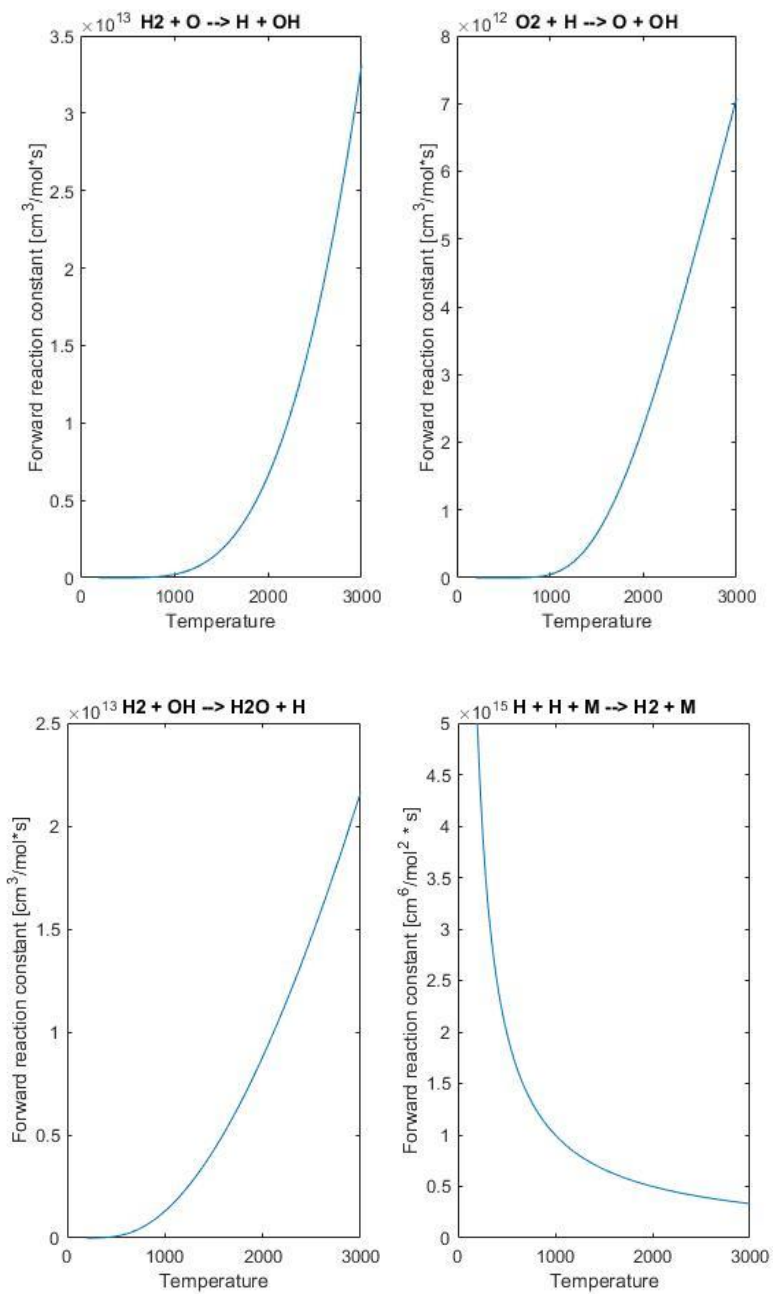 ×10^13 H2 + O --> H + OH
Forward reaction constant [cm^3/mol*s]
3.5
3
2.5
2
1.5
1
0.5
0
0 1000 2000 3000
Temperature
×10^12 O2 + H --> O + OH
Forward reaction constant [cm^3/mol*s]
8
7
6
5
4
3
2
1
0
0 1000 2000 3000
Temperature
×10^13 H2 + OH --> H2O + H
Forward reaction constant [cm^3/mol*s]
2.5
2
1.5
1
0.5
0
0 1000 2000 3000
Temperature
×10^15 H + H + M --> H2 + M
Forward reaction constant [cm^6/mol^2 * s]
5
4.5
4
3.5
3
2.5
2
1.5
1
0.5
0
0 1000 2000 3000
Temperature